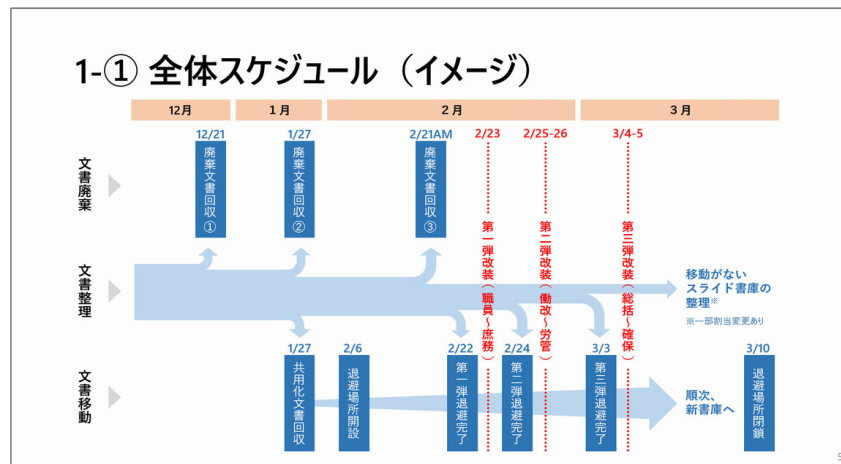 1-① 全体スケジュール（イメージ）
12月
1月
2月
3月
12/21
1/27
2/21AM
2/23
2/25-26
3/4-5
文書廃棄
廃棄文書回収①
廃棄文書回収②
廃棄文書回収③
第一弾改装（職員～庶務）
第二弾改装（働改～労管）
第三弾改装（総括～確保）
文書整理
移動がない
スライド書庫の
整理※
※一部割当変更あり
1/27
2/6
2/22
2/24
3/3
3/10
文書移動
共用化文書回収
退避場所開設
第一弾退避完了
第二弾退避完了
第三弾退避完了
順次、
新書庫へ
退避場所閉鎖
5